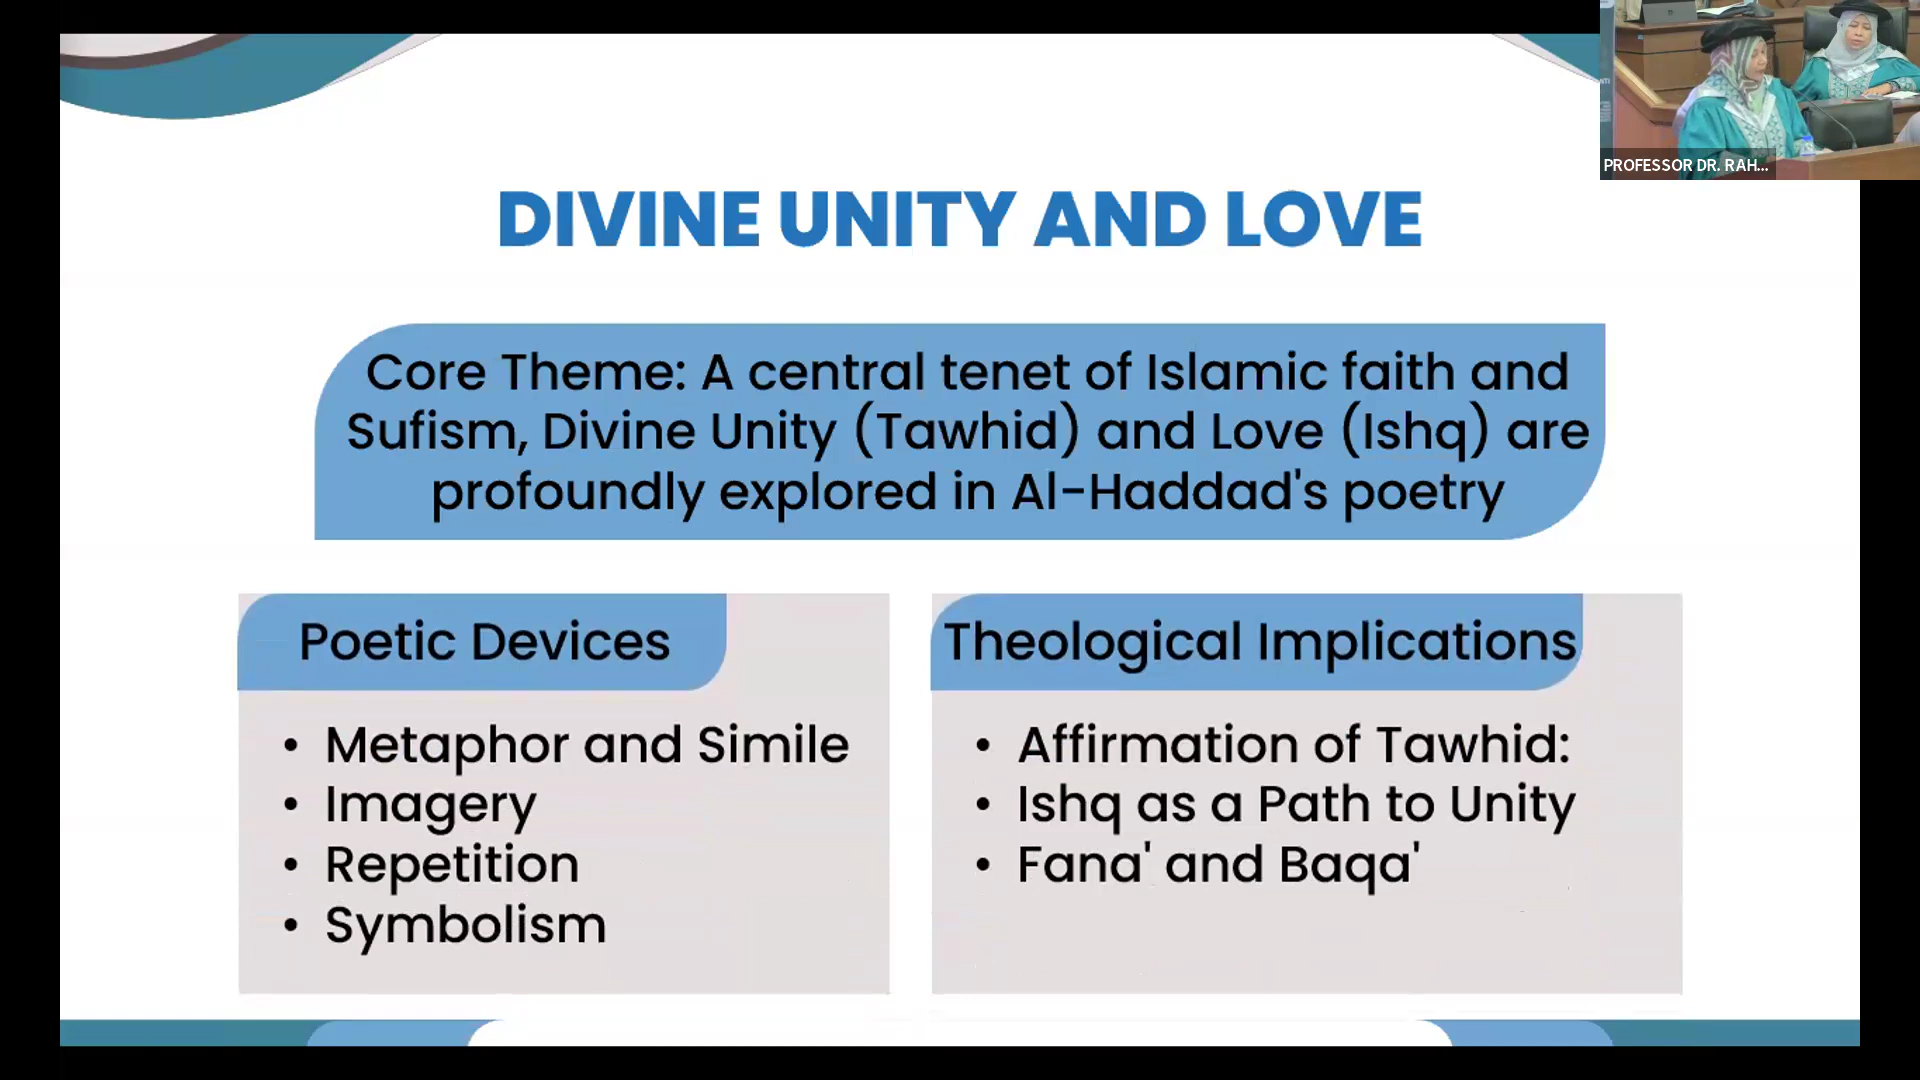 PROFESSOR DR. RAH...
DIVINE UNITY AND LOVE
Core Theme: A central tenet of Islamic faith and
Sufism, Divine Unity (Tawhid) and Love (Ishq) are
profoundly explored in Al-Haddad's poetry
Poetic Devices
• Metaphor and Simile
• Imagery
• Repetition
• Symbolism
Theological Implications
• Affirmation of Tawhid:
• Ishq as a Path to Unity
• Fana' and Baqa'